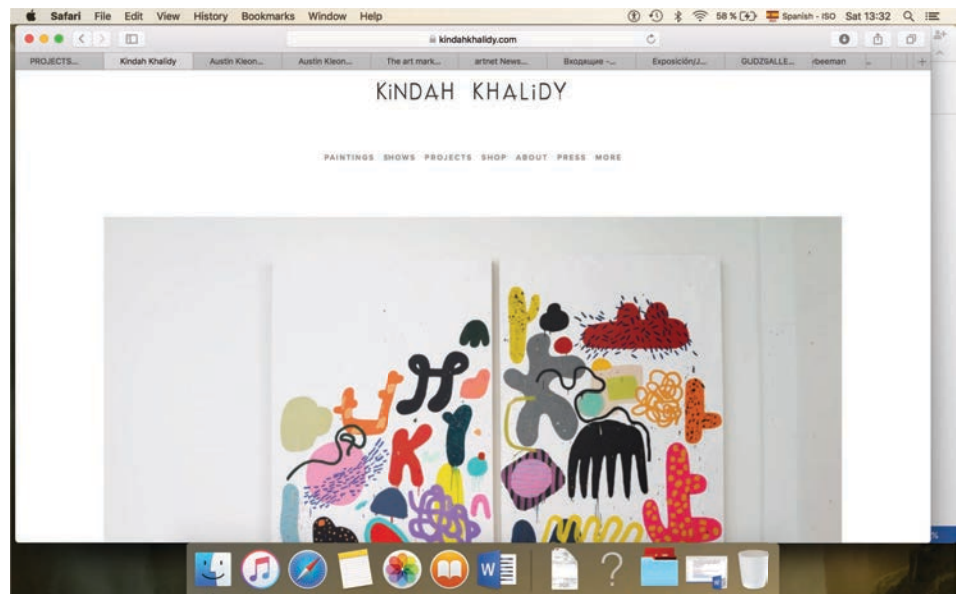 Safari File Edit View History Bookmarks Window Help 58 % Spanish - ISO Sat 13:32
kindahkhalidy.com
PROJECTS... Kindah Khalidy Austin Kleon... Austin Kleon... The art mark... artnet News... Входящие –... Exposición/J... GUDZGALLE... rbeeman
KiNDAH KHALiDY
PAINTINGS SHOWS PROJECTS SHOP ABOUT PRESS MORE
W